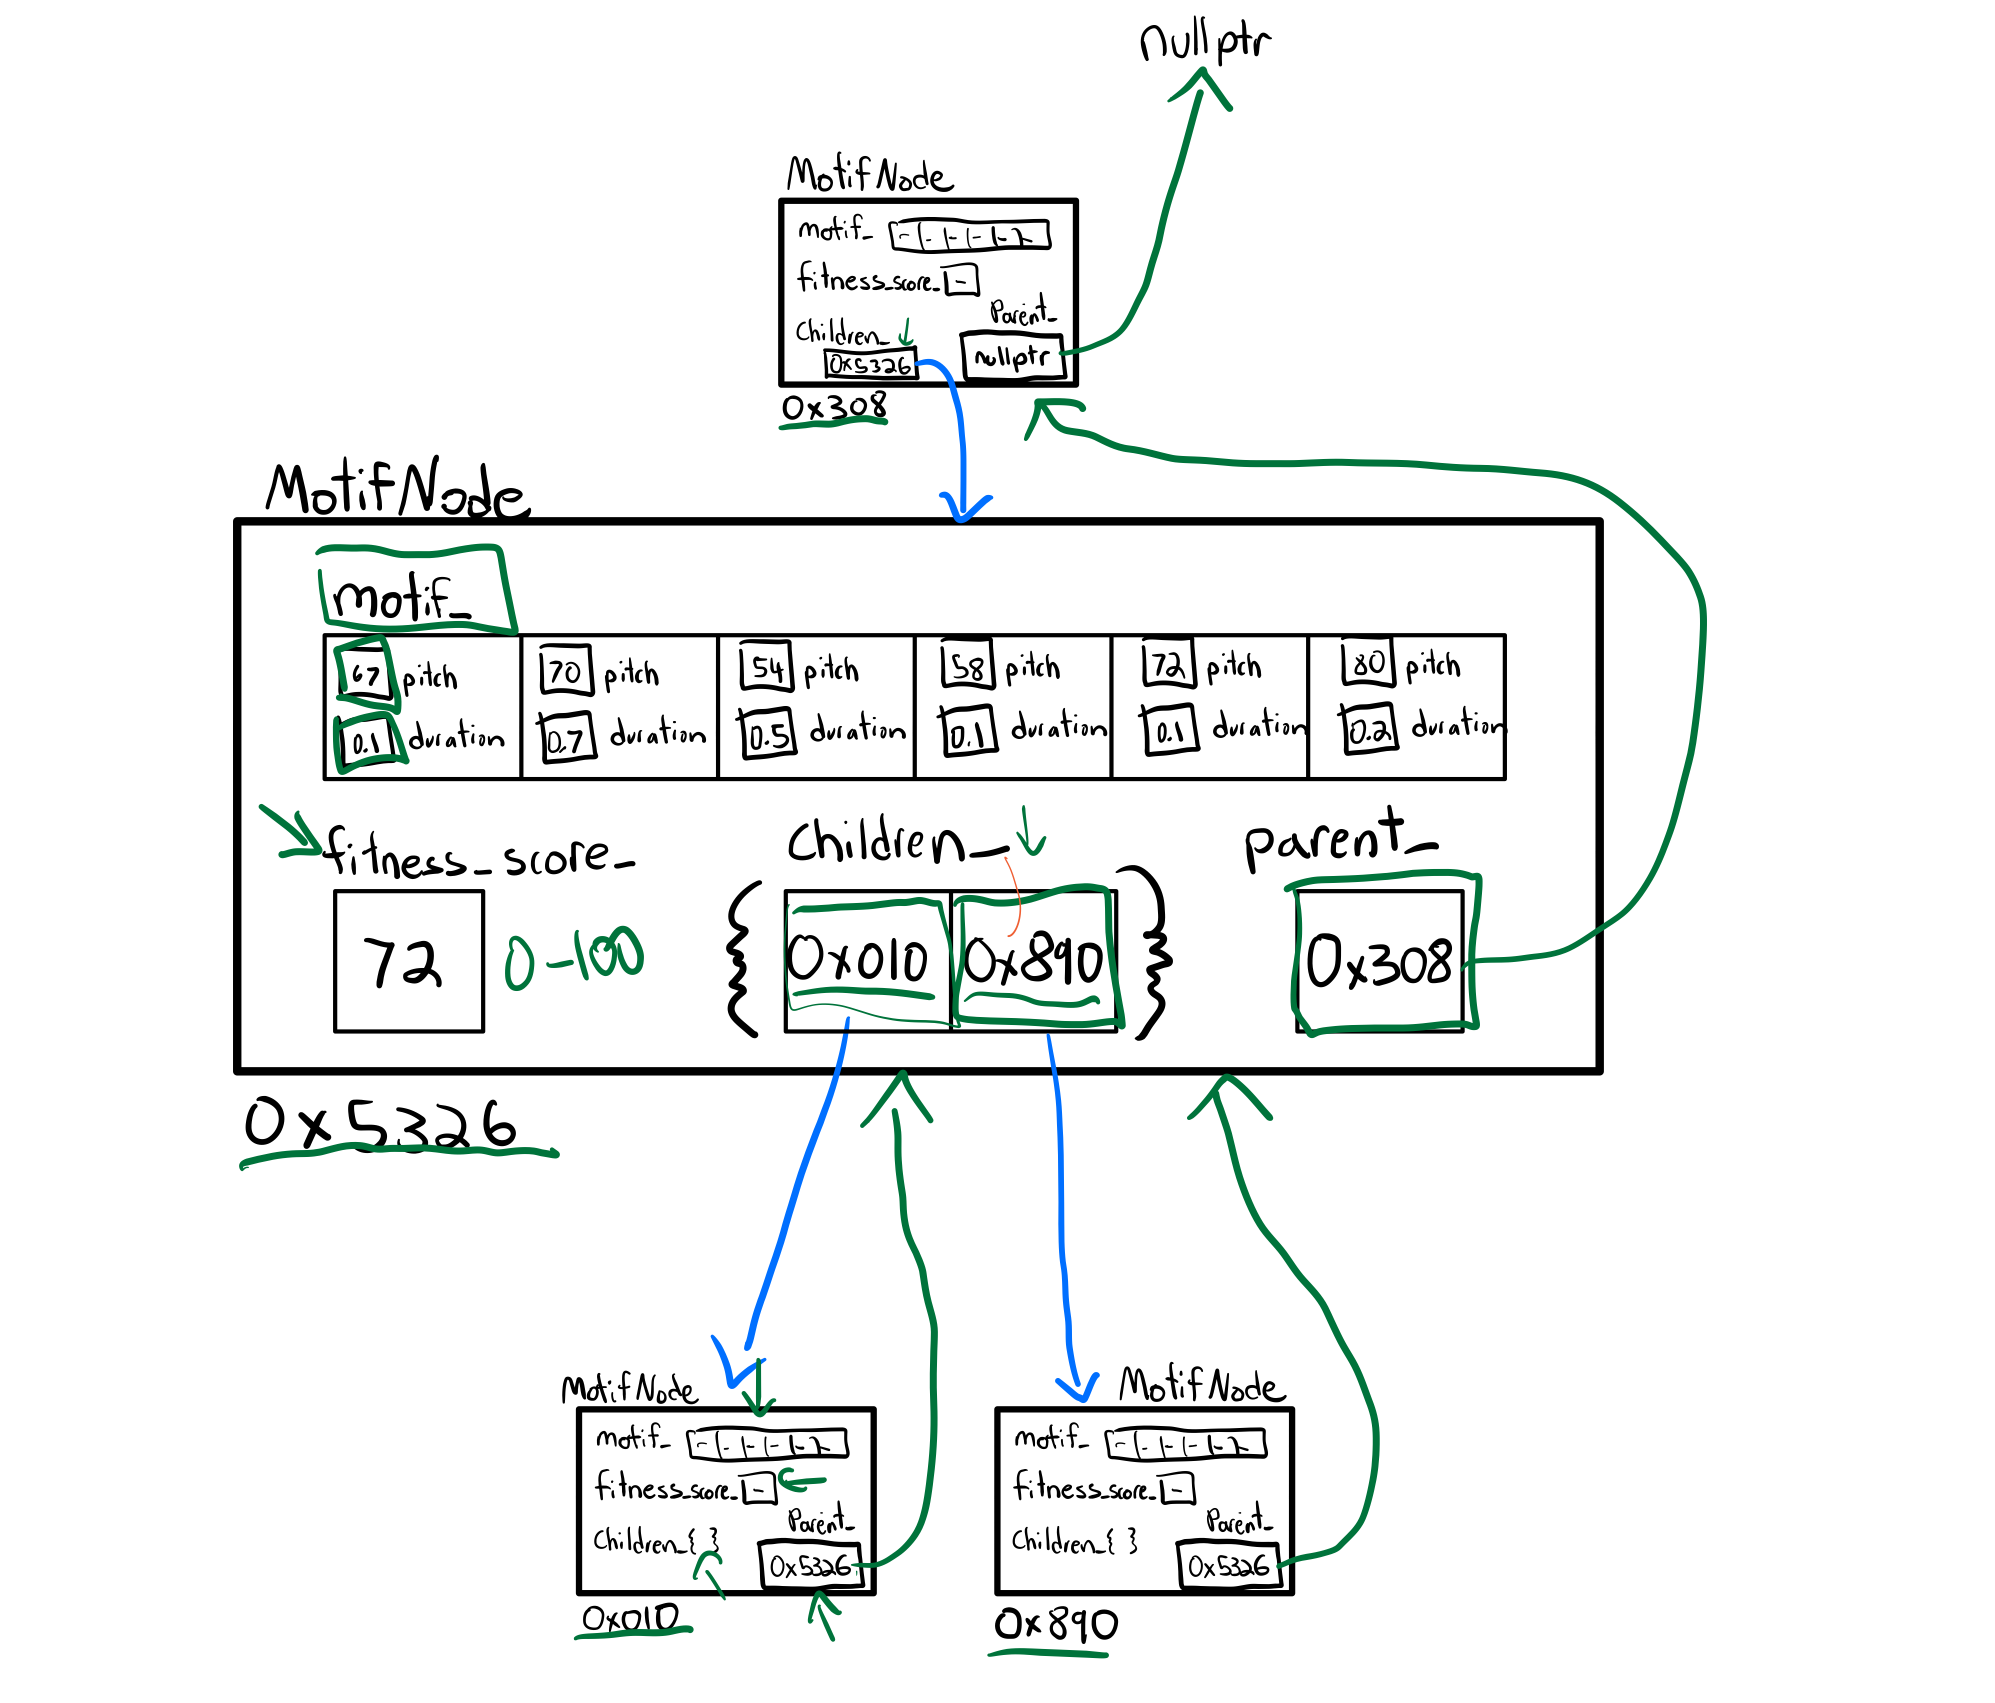 nullptr
MotifNode
motif_ - - - - - -
fitness_score_ -
Parent_
Children_
0x5326 nullptr
0x308
MotifNode
motif_
67 pitch 70 pitch 54 pitch 58 pitch 72 pitch 80 pitch
0.1 duration 0.7 duration 0.5 duration 0.1 duration 0.1 duration 0.2 duration
fitness_score_ Children_ parent_
72 0-100 { 0x010 0x890 } 0x308
0x5326
MotifNode
motif_ - - - - - -
fitness_score_ -
Parent_
Children_{ }
0x5326
0x010
MotifNode
motif_ - - - - - -
fitness_score_ -
Parent_
Children_{ }
0x5326
0x890